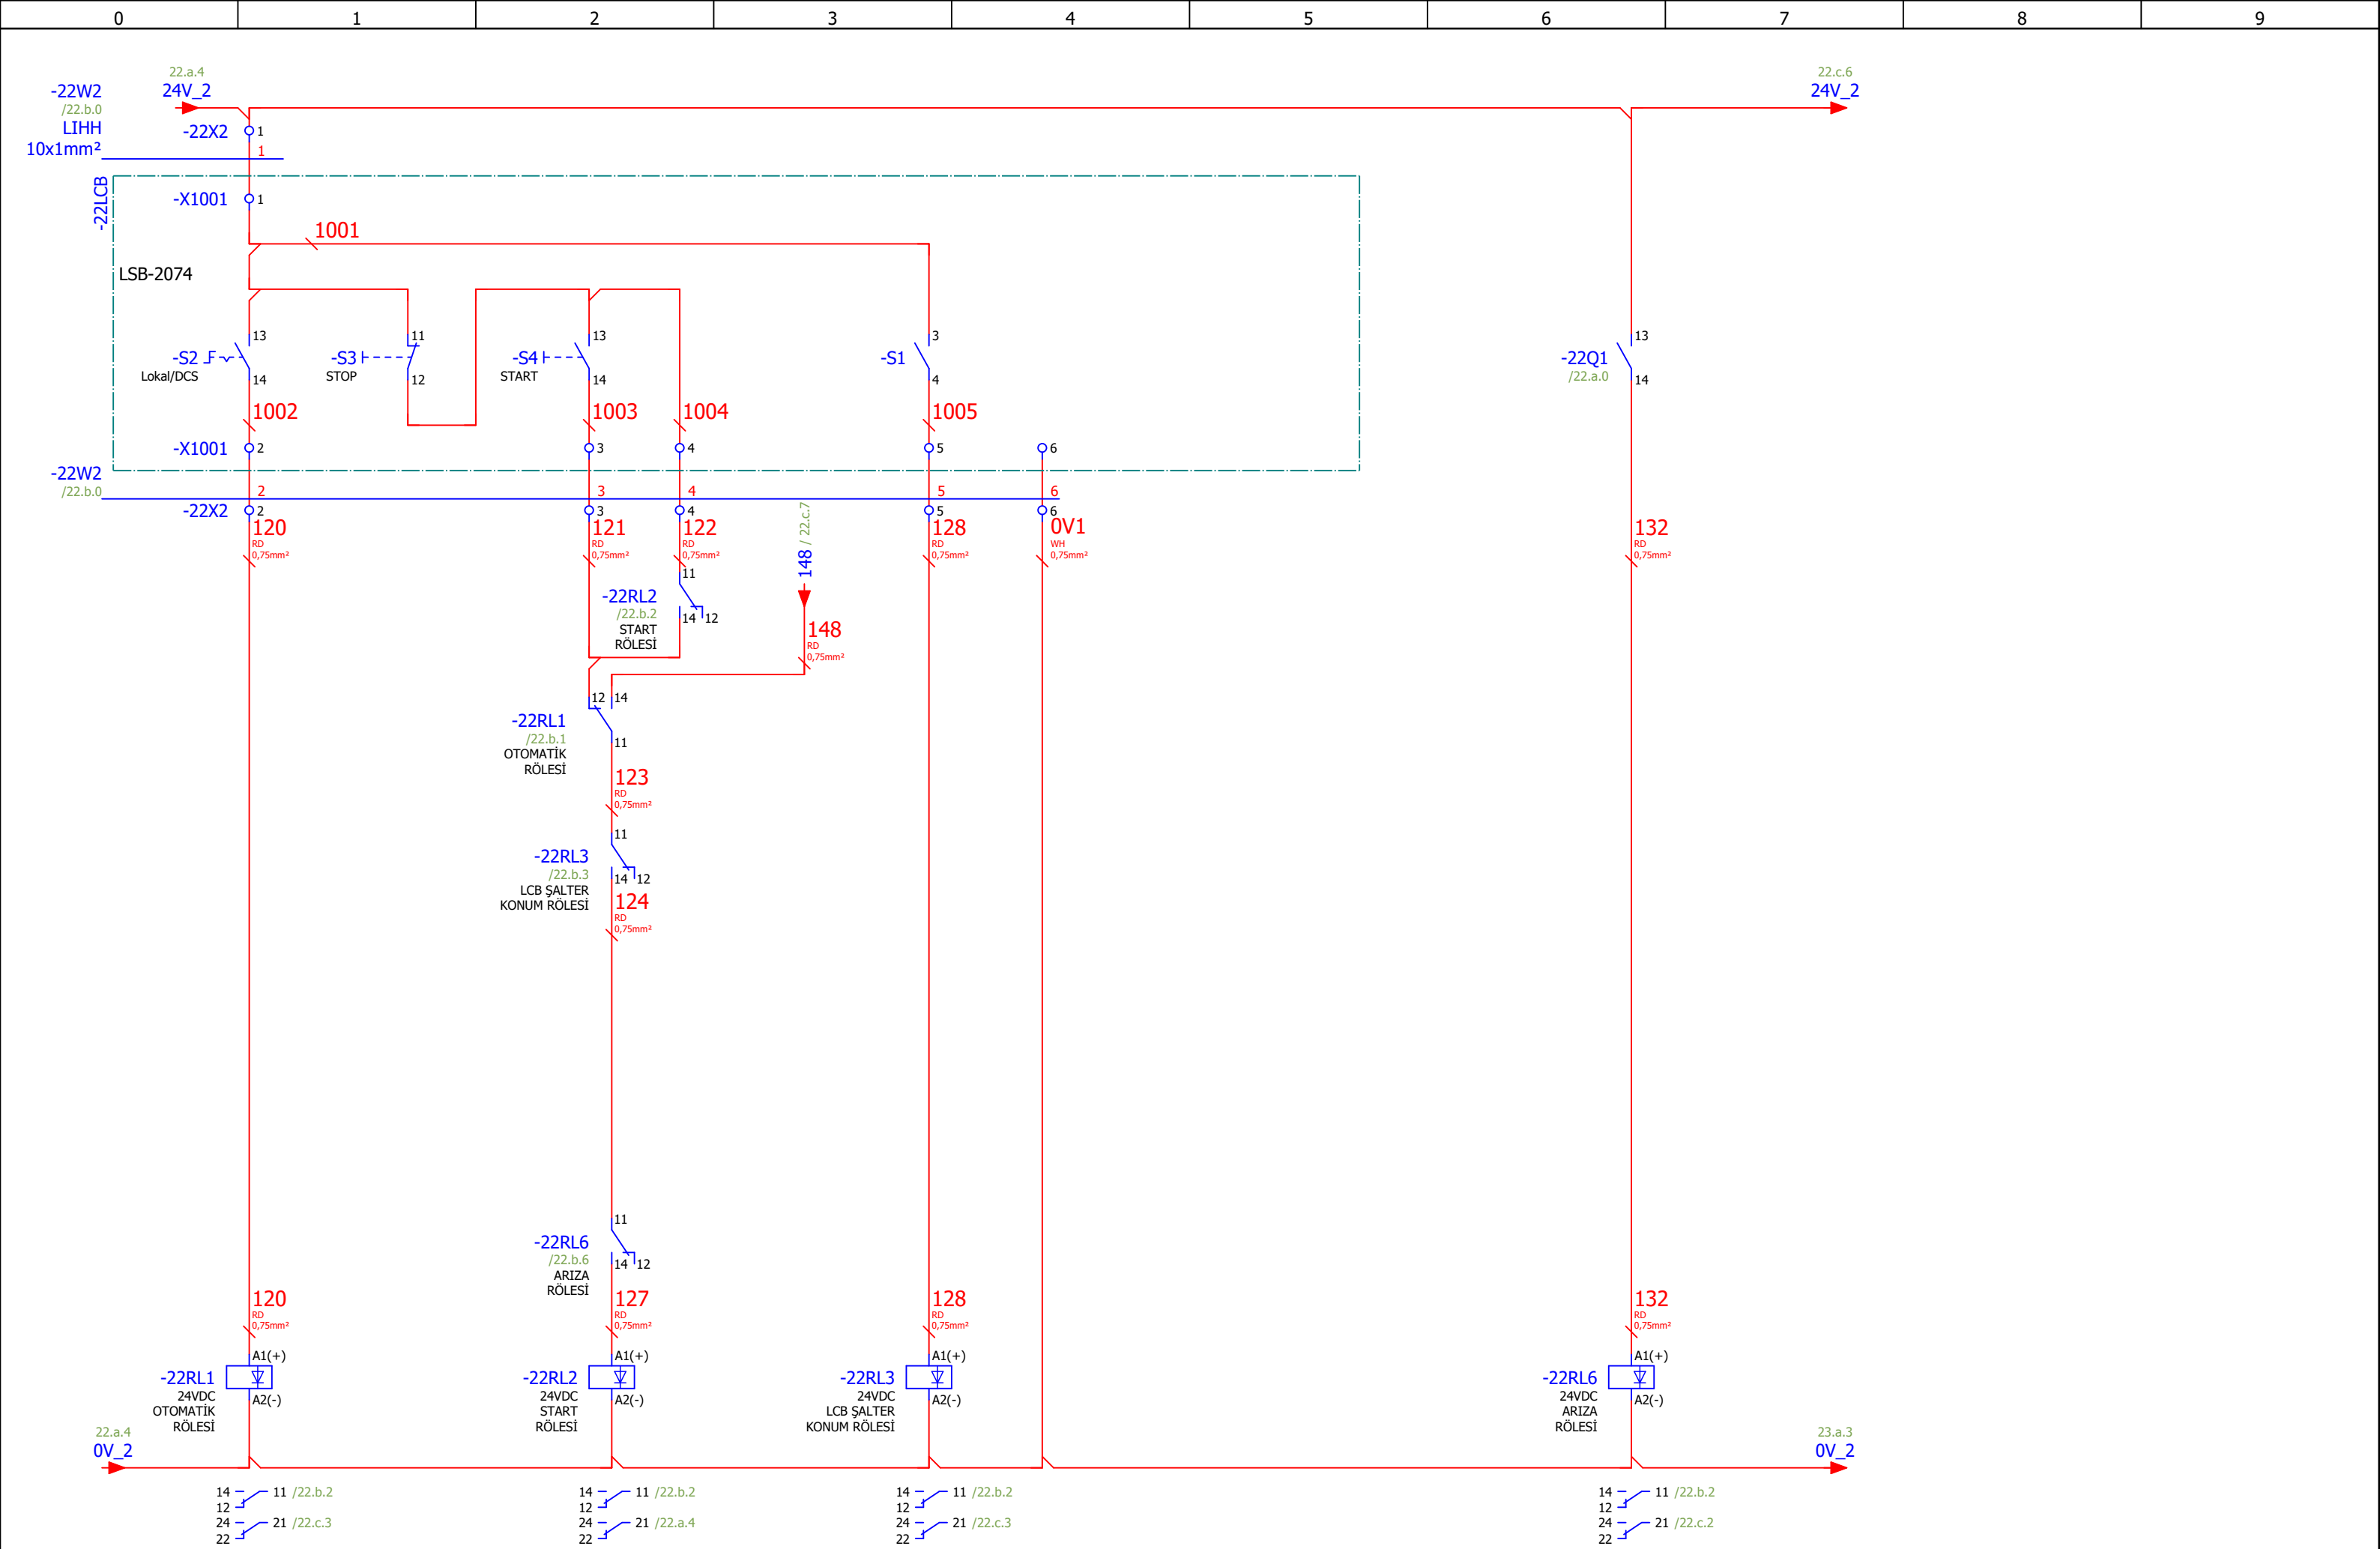 0 1 2 3 4 5 6 7 8 9
22.a.4
24V_2
22.c.6
24V_2
-22W2
/22.b.0
LIHH
10x1mm²
-22X2 1
1
-22LCB
-X1001 1
1001
LSB-2074
13
-S2
Lokal/DCS
14
11
-S3
STOP
12
13
-S4
START
14
3
-S1
4
13
-22Q1
/22.a.0
14
1002
1003
1004
1005
-X1001 2 3 4 5 6
-22W2
/22.b.0
2 3 4 5 6
-22X2 2 3 4 5 6
120
RD
0,75mm²
121
RD
0,75mm²
122
RD
0,75mm²
148 / 22.c.7
128
RD
0,75mm²
0V1
WH
0,75mm²
132
RD
0,75mm²
11
-22RL2
/22.b.2
START
RÖLESİ
14 12
148
RD
0,75mm²
12 14
-22RL1
/22.b.1
OTOMATİK
RÖLESİ
11
123
RD
0,75mm²
11
-22RL3
/22.b.3
LCB ŞALTER
KONUM RÖLESİ
14 12
124
RD
0,75mm²
11
-22RL6
/22.b.6
ARIZA
RÖLESİ
14 12
120
RD
0,75mm²
127
RD
0,75mm²
128
RD
0,75mm²
132
RD
0,75mm²
A1(+)
-22RL1
24VDC
OTOMATİK
RÖLESİ
A2(-)
A1(+)
-22RL2
24VDC
START
RÖLESİ
A2(-)
A1(+)
-22RL3
24VDC
LCB ŞALTER
KONUM RÖLESİ
A2(-)
A1(+)
-22RL6
24VDC
ARIZA
RÖLESİ
A2(-)
22.a.4
0V_2
23.a.3
0V_2
14 11 /22.b.2
12
24 21 /22.c.3
22
14 11 /22.b.2
12
24 21 /22.a.4
22
14 11 /22.b.2
12
24 21 /22.c.3
22
14 11 /22.b.2
12
24 21 /22.c.2
22